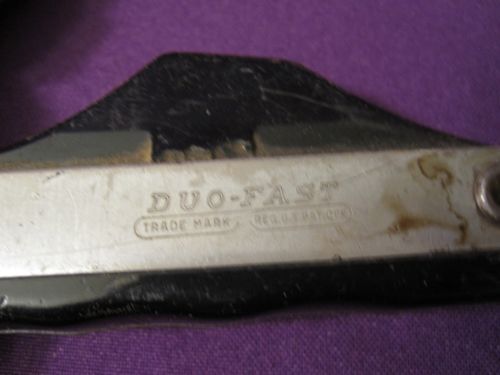 DUO-FAST
TRADE MARK REG. U.S. PAT. OFF.